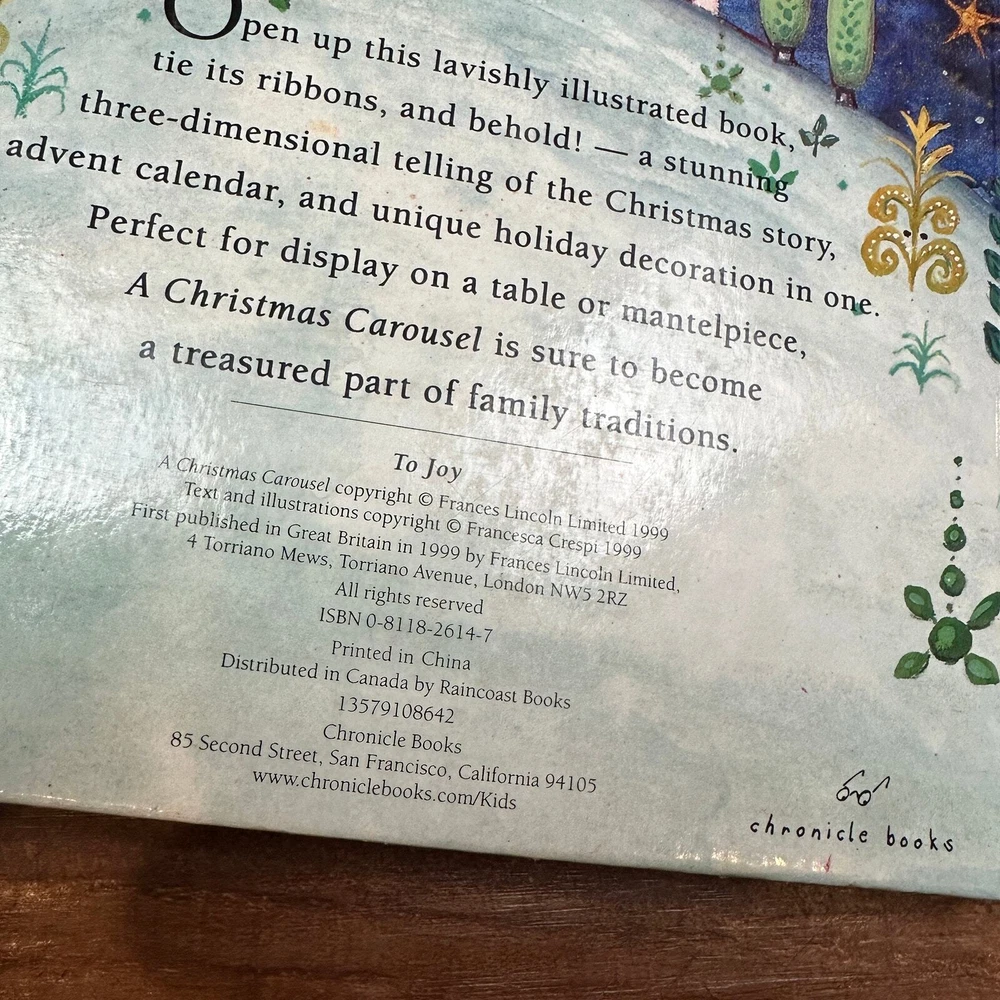 Open up this lavishly illustrated book,
tie its ribbons, and behold! — a stunning
three-dimensional telling of the Christmas story,
advent calendar, and unique holiday decoration in one.
Perfect for display on a table or mantelpiece,
A Christmas Carousel is sure to become
a treasured part of family traditions.
To Joy
A Christmas Carousel copyright © Frances Lincoln Limited 1999
Text and illustrations copyright © Francesca Crespi 1999
First published in Great Britain in 1999 by Frances Lincoln Limited,
4 Torriano Mews, Torriano Avenue, London NW5 2RZ
All rights reserved
ISBN 0-8118-2614-7
Printed in China
Distributed in Canada by Raincoast Books
13579108642
Chronicle Books
85 Second Street, San Francisco, California 94105
www.chroniclebooks.com/Kids
chronicle books